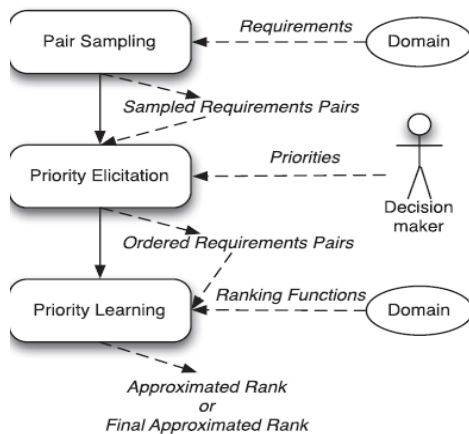 Pair Sampling
Requirements
Domain
Sampled Requirements Pairs
Priority Elicitation
Priorities
Decision
maker
Ordered Requirements Pairs
Priority Learning
Ranking Functions
Domain
Approximated Rank
or
Final Approximated Rank